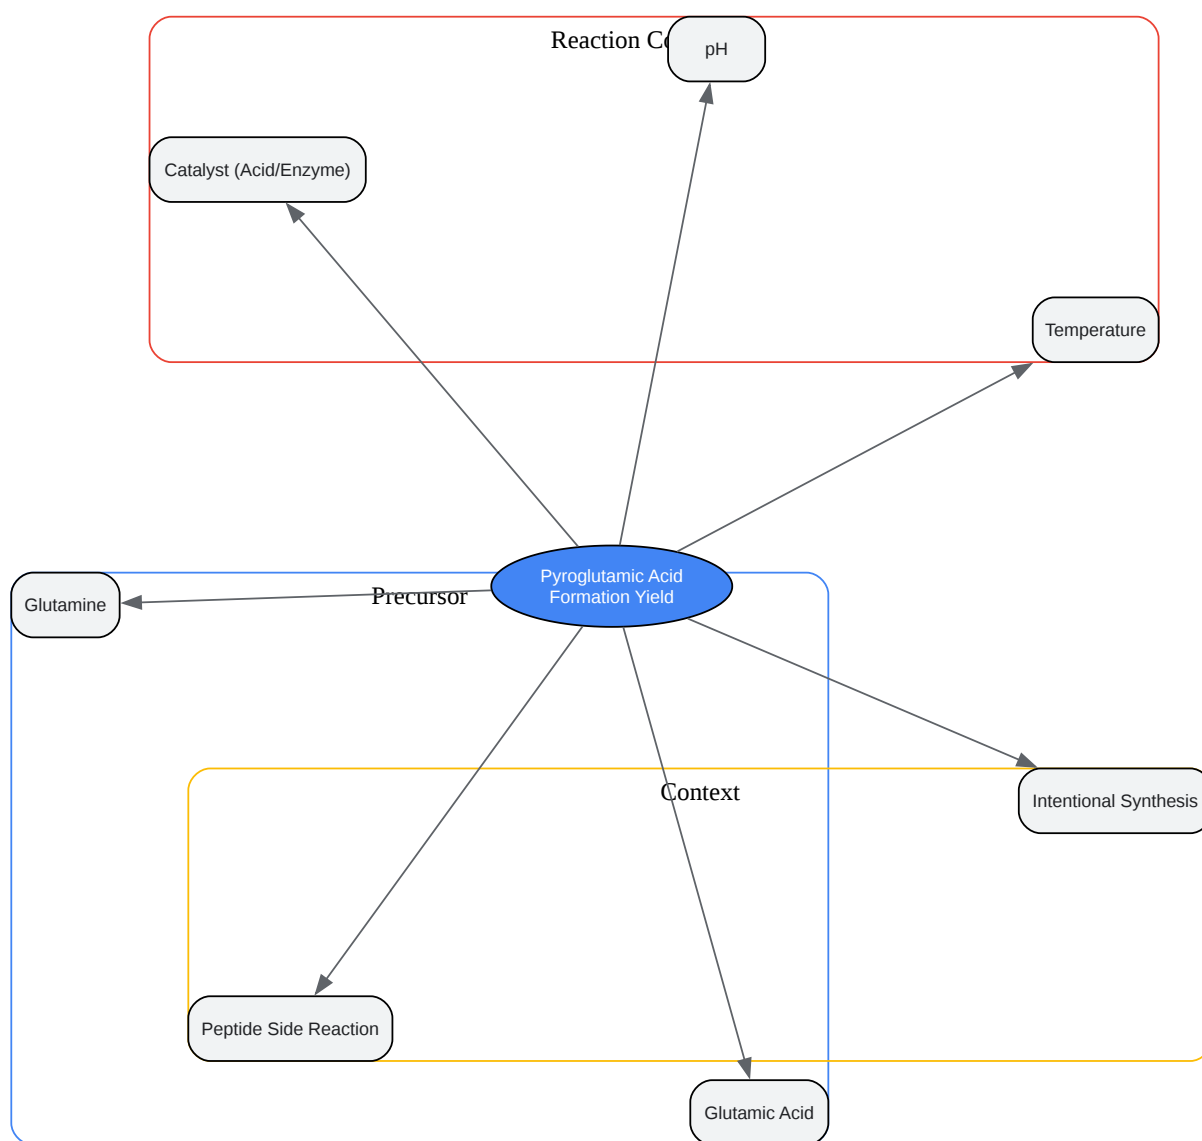 Reaction Co
pH
Catalyst (Acid/Enzyme)
Temperature
Pyroglutamic Acid
Formation Yield
Glutamine
Precursor
Context
Intentional Synthesis
Peptide Side Reaction
Glutamic Acid